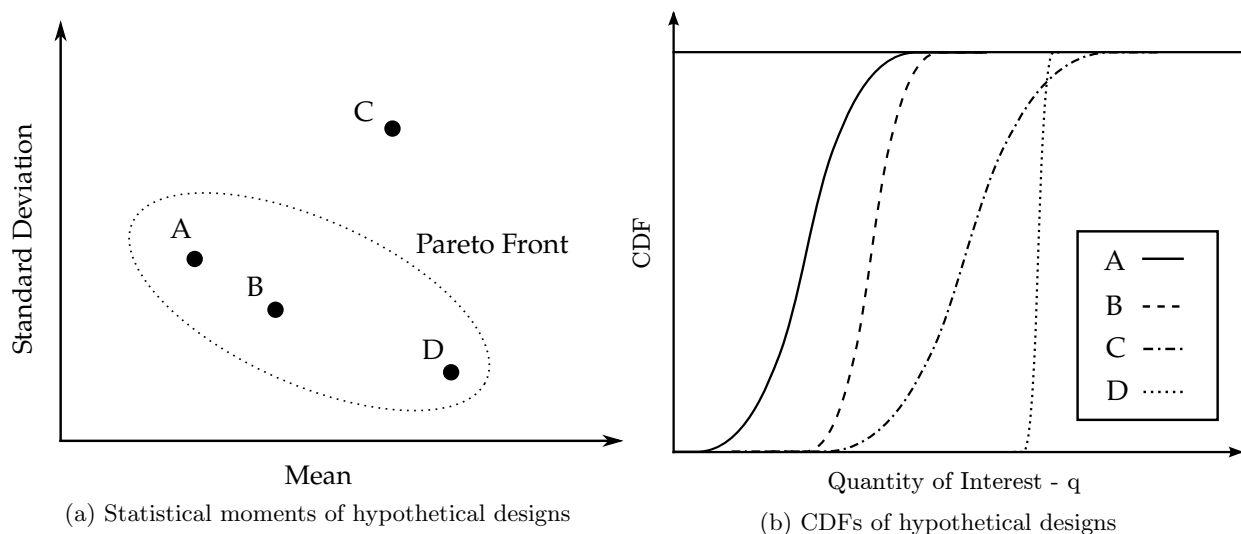 Standard Deviation
C
A
Pareto Front
B
D
Mean
(a) Statistical moments of hypothetical designs
CDF
A
B
C
D
Quantity of Interest - q
(b) CDFs of hypothetical designs